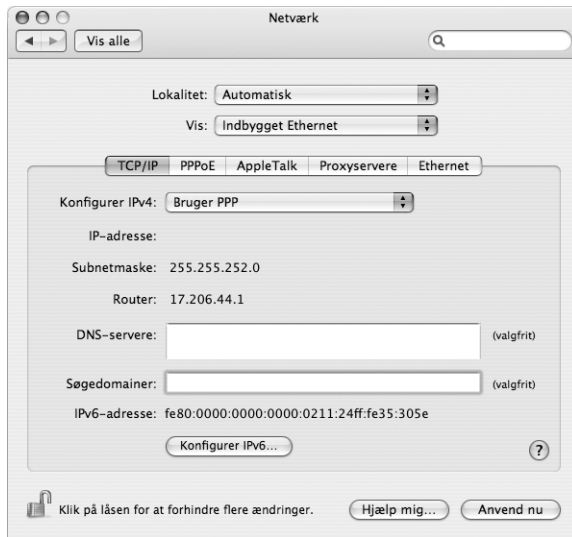 Netværk
Vis alle
Lokalitet: Automatisk
Vis: Indbygget Ethernet
TCP/IP PPPoE AppleTalk Proxyservere Ethernet
Konfigurer IPv4: Bruger PPP
IP-adresse:
Subnetmaske: 255.255.252.0
Router: 17.206.44.1
DNS-servere: (valgfrit)
Søgedomainer: (valgfrit)
IPv6-adresse: fe80:0000:0000:0000:0211:24ff:fe35:305e
Konfigurer IPv6... ?
Klik på låsen for at forhindre flere ændringer. Hjælp mig... Anvend nu